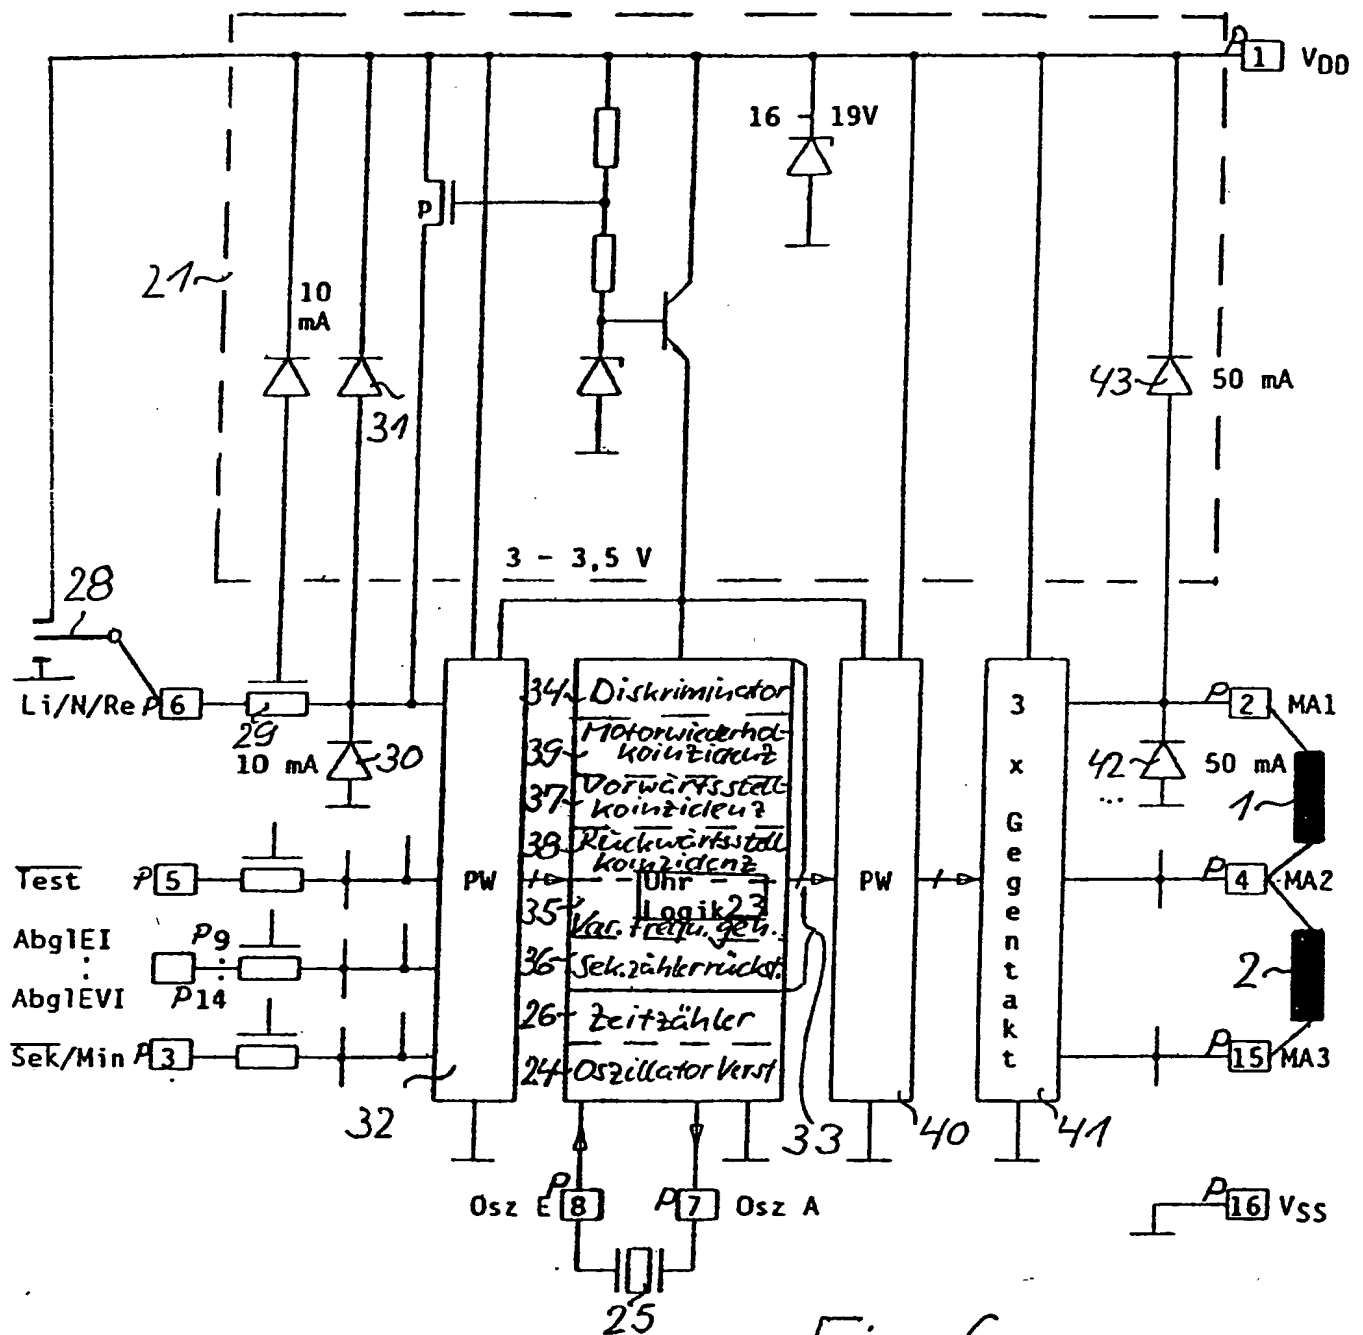 P 1 VDD
16 - 19V
p
21
10
mA
31
43 50 mA
3 - 3,5 V
28
Li/N/Re P 6
29
10 mA 30
34 Diskriminator
39 Motorwiederhol-
koinzidenz
37 Vorwärtsstell-
koinzidenz
38 Rückwärtsstell
koinzidenz
Uhr
Logik 23
35 Var. frequ. gen.
36 Sek. zähler rückst.
26 Zeitzähler
24 Oszillator Verst
PW
PW
3
x
Gegentakt
P 2 MA1
42 50 mA
...
1
Test P 5
P 4 MA2
AbglEI P9
:
AbglEVI P14
2
Sek/Min P 3
P 15 MA3
32
33
40
41
Osz E P 8
P 7 Osz A
P 16 VSS
25